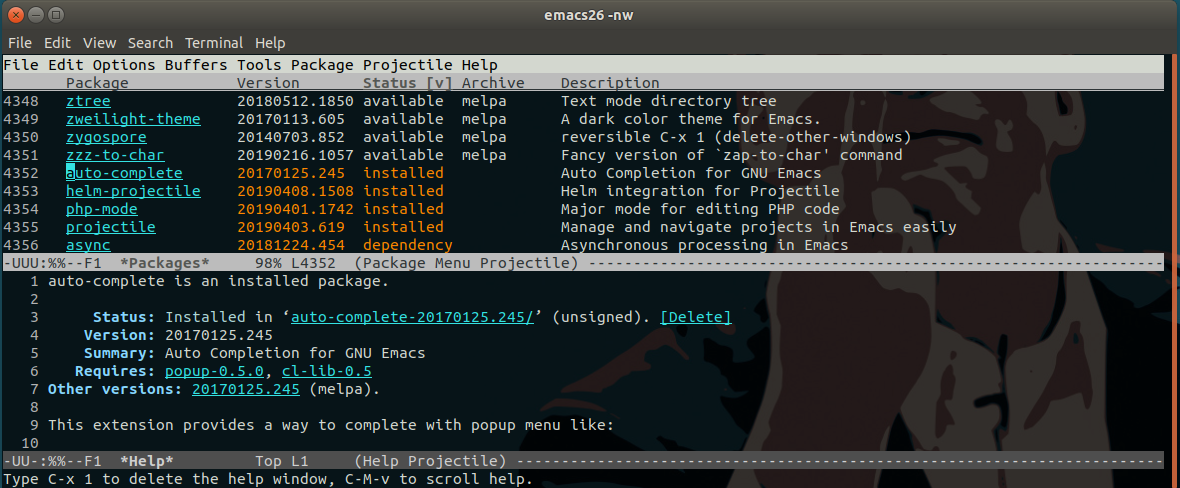 emacs26 -nw
File Edit View Search Terminal Help
File Edit Options Buffers Tools Package Projectile Help
Package Version Status [v] Archive Description
4348 ztree 20180512.1850 available melpa Text mode directory tree
4349 zweilight-theme 20170113.605 available melpa A dark color theme for Emacs.
4350 zygospore 20140703.852 available melpa reversible C-x 1 (delete-other-windows)
4351 zzz-to-char 20190216.1057 available melpa Fancy version of `zap-to-char' command
4352 auto-complete 20170125.245 installed Auto Completion for GNU Emacs
4353 helm-projectile 20190408.1508 installed Helm integration for Projectile
4354 php-mode 20190401.1742 installed Major mode for editing PHP code
4355 projectile 20190403.619 installed Manage and navigate projects in Emacs easily
4356 async 20181224.454 dependency Asynchronous processing in Emacs
-UUU:%%--F1 *Packages* 98% L4352 (Package Menu Projectile) ----------------------------------------------------------------
1 auto-complete is an installed package.
2
3 Status: Installed in ‘auto-complete-20170125.245/’ (unsigned). [Delete]
4 Version: 20170125.245
5 Summary: Auto Completion for GNU Emacs
6 Requires: popup-0.5.0, cl-lib-0.5
7 Other versions: 20170125.245 (melpa).
8
9 This extension provides a way to complete with popup menu like:
10
-UU-:%%--F1 *Help* Top L1 (Help Projectile) ------------------------------------------------------------------------
Type C-x 1 to delete the help window, C-M-v to scroll help.